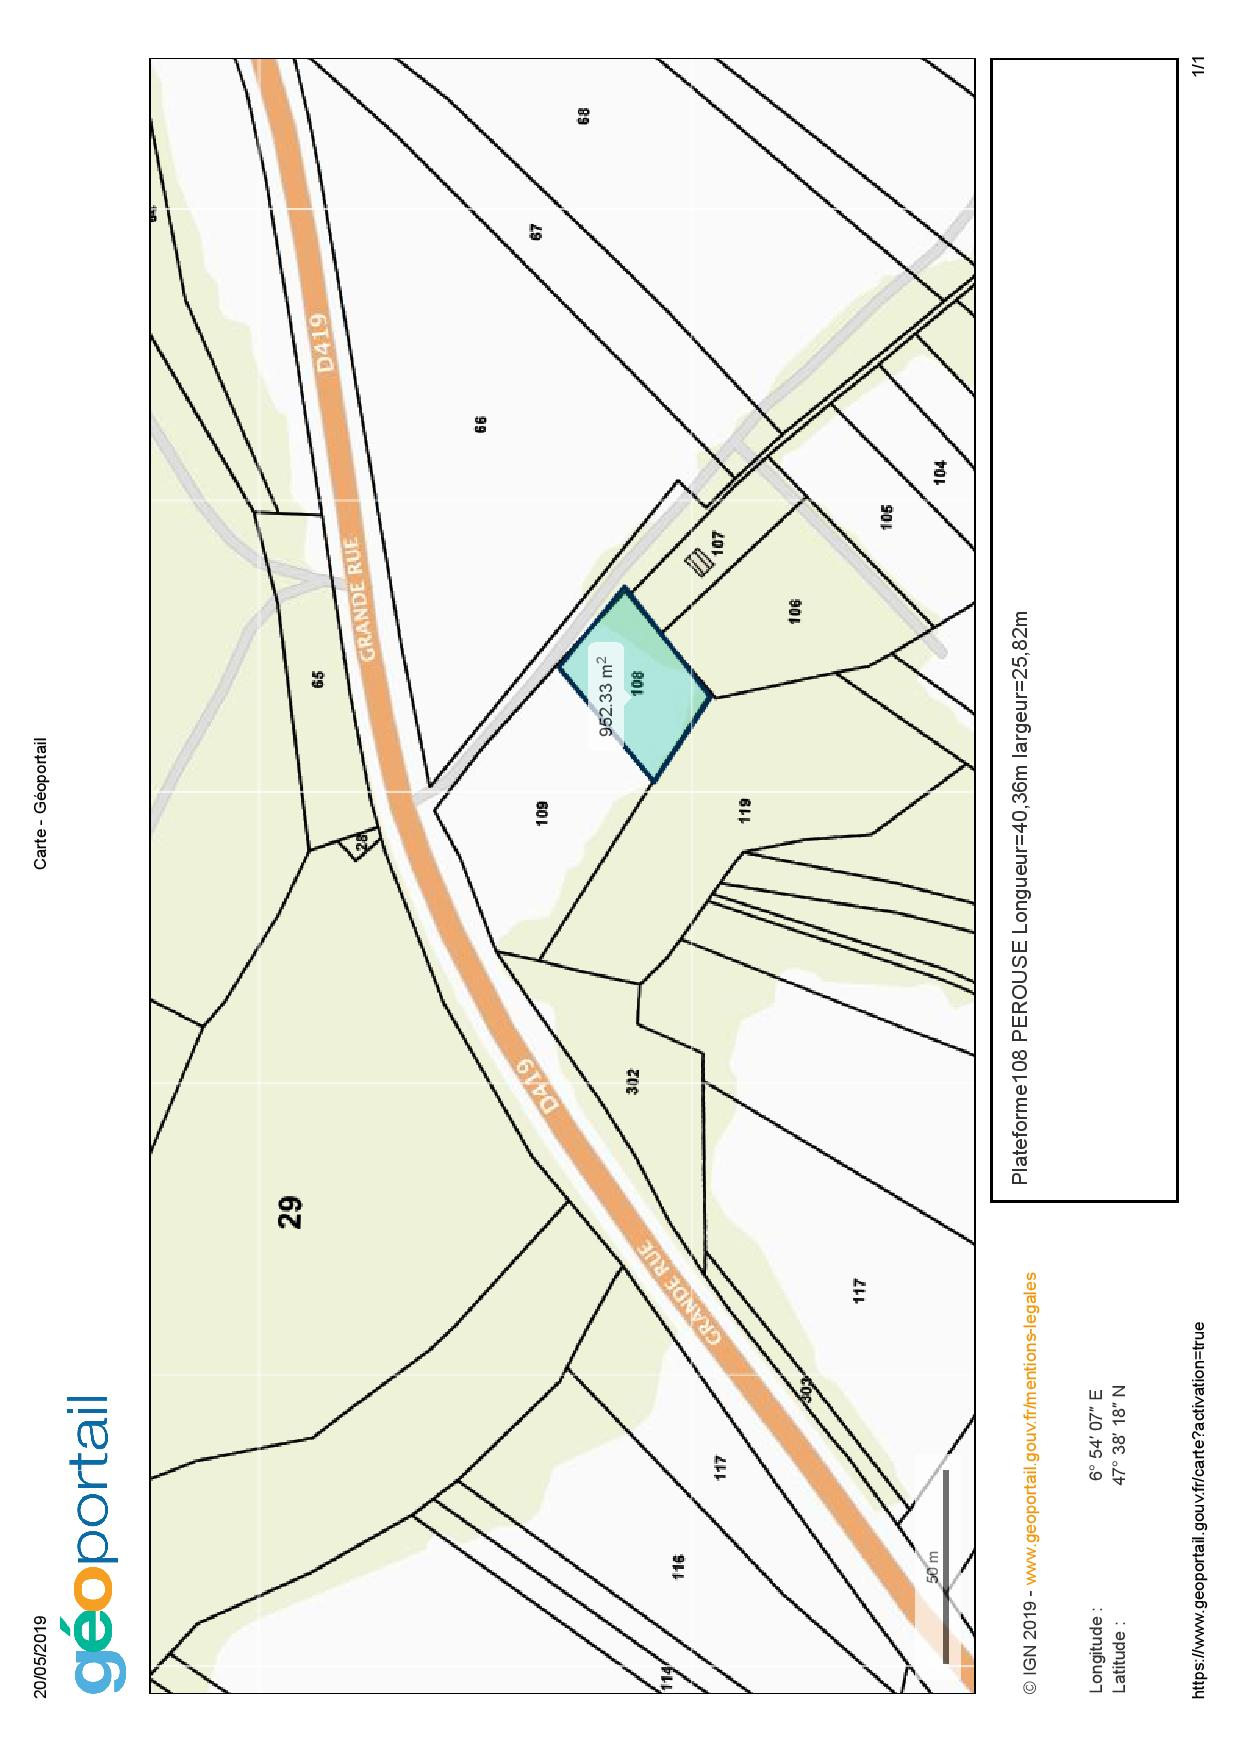 20/05/2019
Carte - Géoportail
géoportail
64
65
28
29
D419
GRANDE RUE
66
67
68
109
952.33 m²
108
107
106
105
104
119
302
D419
GRANDE RUE
303
117
117
116
114
50 m
© IGN 2019 - www.geoportail.gouv.fr/mentions-legales
Longitude : 6° 54′ 07″ E
Latitude : 47° 38′ 18″ N
Plateforme108 PEROUSE Longueur=40,36m largeur=25,82m
https://www.geoportail.gouv.fr/carte?activation=true
1/1